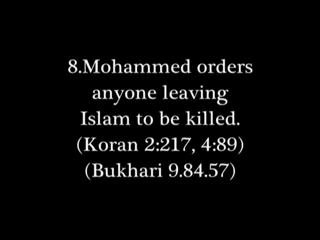 8.Mohammed orders
anyone leaving
Islam to be killed.
(Koran 2:217, 4:89)
(Bukhari 9.84.57)